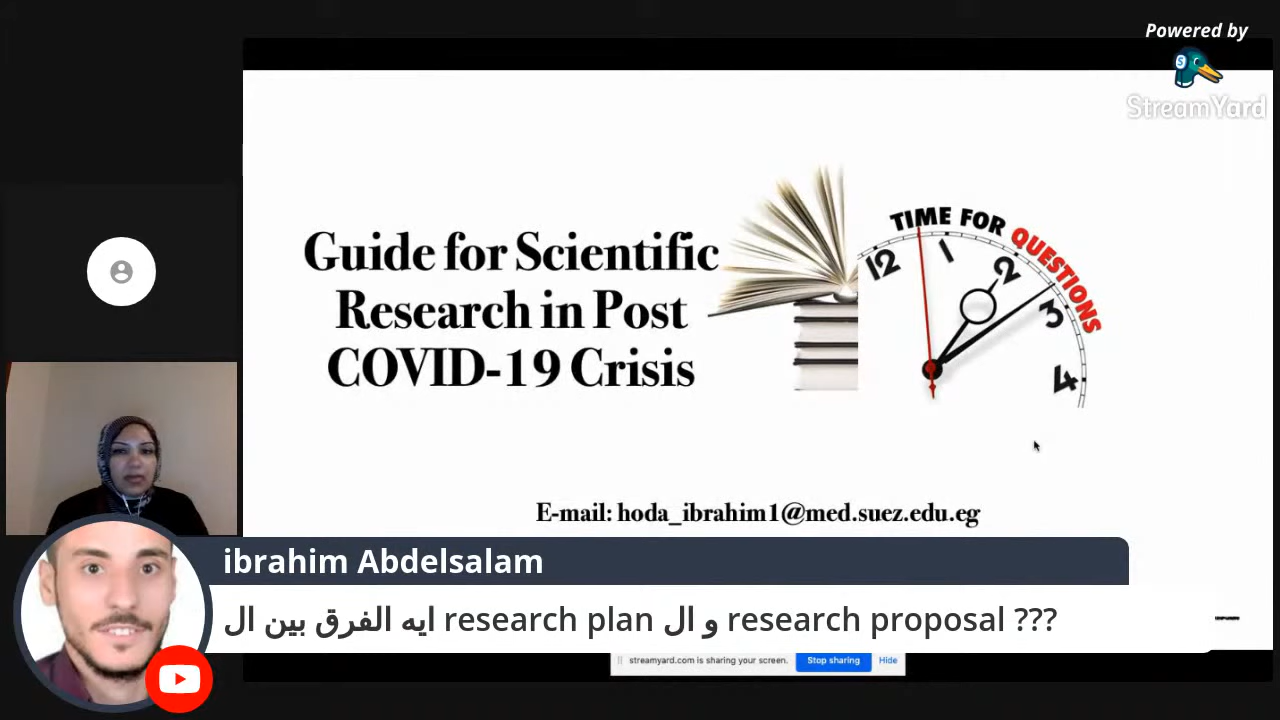 Powered by
StreamYard
Guide for Scientific
Research in Post
COVID-19 Crisis
TIME FOR QUESTIONS
12
1
2
3
4
E-mail: hoda_ibrahim1@med.suez.edu.eg
ibrahim Abdelsalam
ايه الفرق بين ال research plan و ال research proposal ???
streamyard.com is sharing your screen.
Stop sharing
Hide